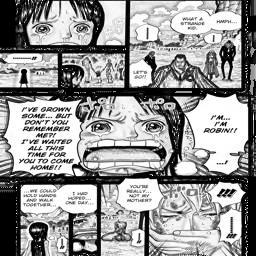 HMPH...
WHAT A
STRANGE
KID.
!
!
LET'S
GO!!
...........!!
I'M...
I'M
ROBIN!!
...!
I'VE GROWN
SOME... BUT
DON'T YOU
REMEMBER
ME?!
I'VE WAITED
ALL THIS
TIME FOR
YOU TO COME
HOME!!
!!!
YOU'RE
REALLY...
NOT MY
MOTHER?
I HAD
HOPED...
ONE DAY...
...WE COULD
HOLD HANDS
AND WALK
TOGETHER...